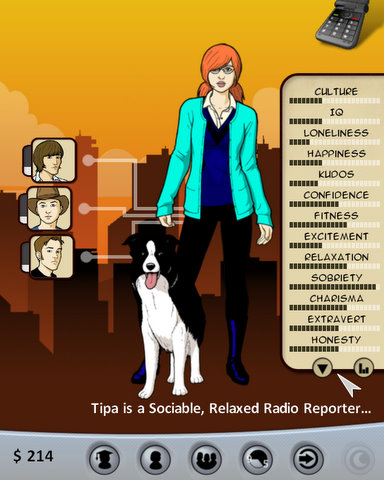 CULTURE
IQ
LONELINESS
HAPPINESS
KUDOS
CONFIDENCE
FITNESS
EXCITEMENT
RELAXATION
SOBRIETY
CHARISMA
EXTRAVERT
HONESTY
Tipa is a Sociable, Relaxed Radio Reporter...
$ 214